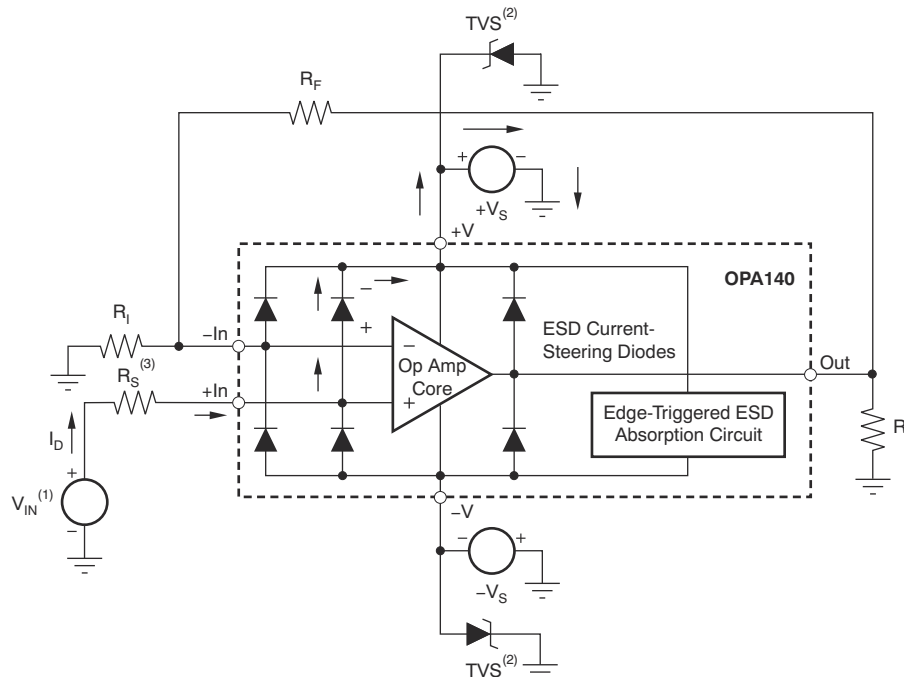 TVS(2)
RF
+ −
+VS
+V
OPA140
RI
−In
−
+
ESD Current-
Steering Diodes
Op Amp
Core
−
+
Out
(3)
RS
+In
Edge-Triggered ESD
Absorption Circuit
R
ID
+
VIN(1)
−
−V
− +
−VS
TVS(2)